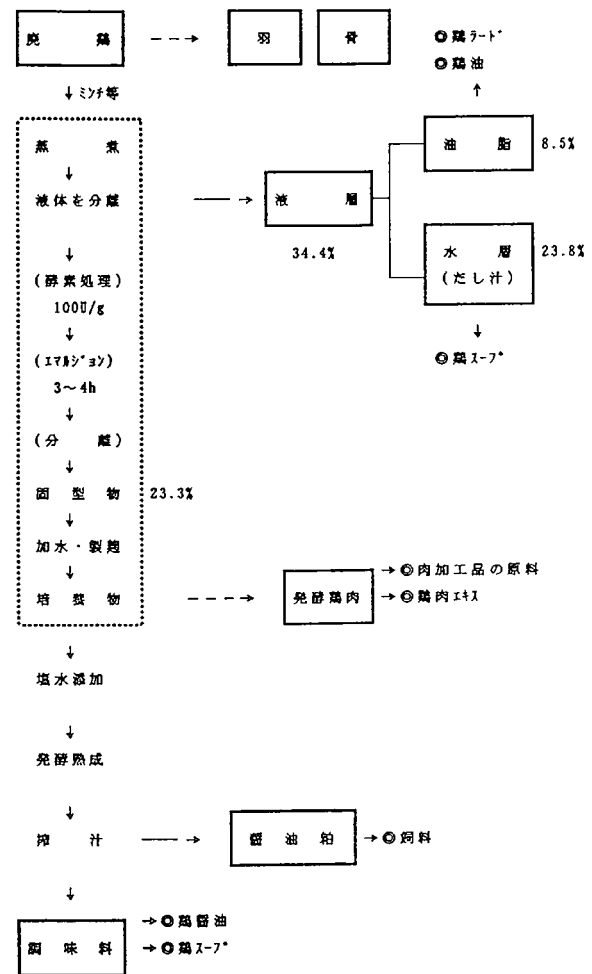 廃 鶏
羽
骨
◎鶏ラード
◎鶏油
ミンチ等
蒸 煮
液体を分離
液 層
34.4%
油 脂
8.5%
水 層
(だし汁)
23.8%
◎鶏スープ
(酵素処理)
100U/g
(エマルジョン)
3〜4h
(分 離)
固 型 物
23.3%
加水・製麹
培 養 物
発酵鶏肉
◎肉加工品の原料
◎鶏肉エキス
塩水添加
発酵熟成
搾 汁
醤 油 粕
◎飼料
調 味 料
◎鶏醤油
◎鶏スープ